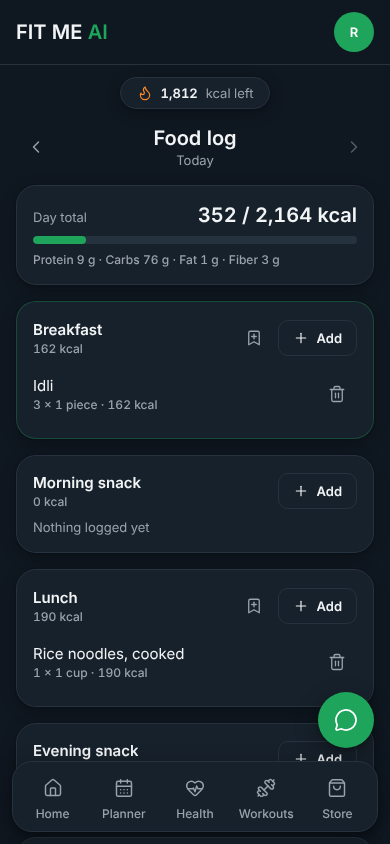 FIT ME AI
R
1,812 kcal left
Food log
Today
Day total
352 / 2,164 kcal
Protein 9 g · Carbs 76 g · Fat 1 g · Fiber 3 g
Breakfast
Add
162 kcal
Idli
3 × 1 piece · 162 kcal
Morning snack
Add
0 kcal
Nothing logged yet
Lunch
Add
190 kcal
Rice noodles, cooked
1 × 1 cup · 190 kcal
Evening snack
Add
Home
Planner
Health
Workouts
Store